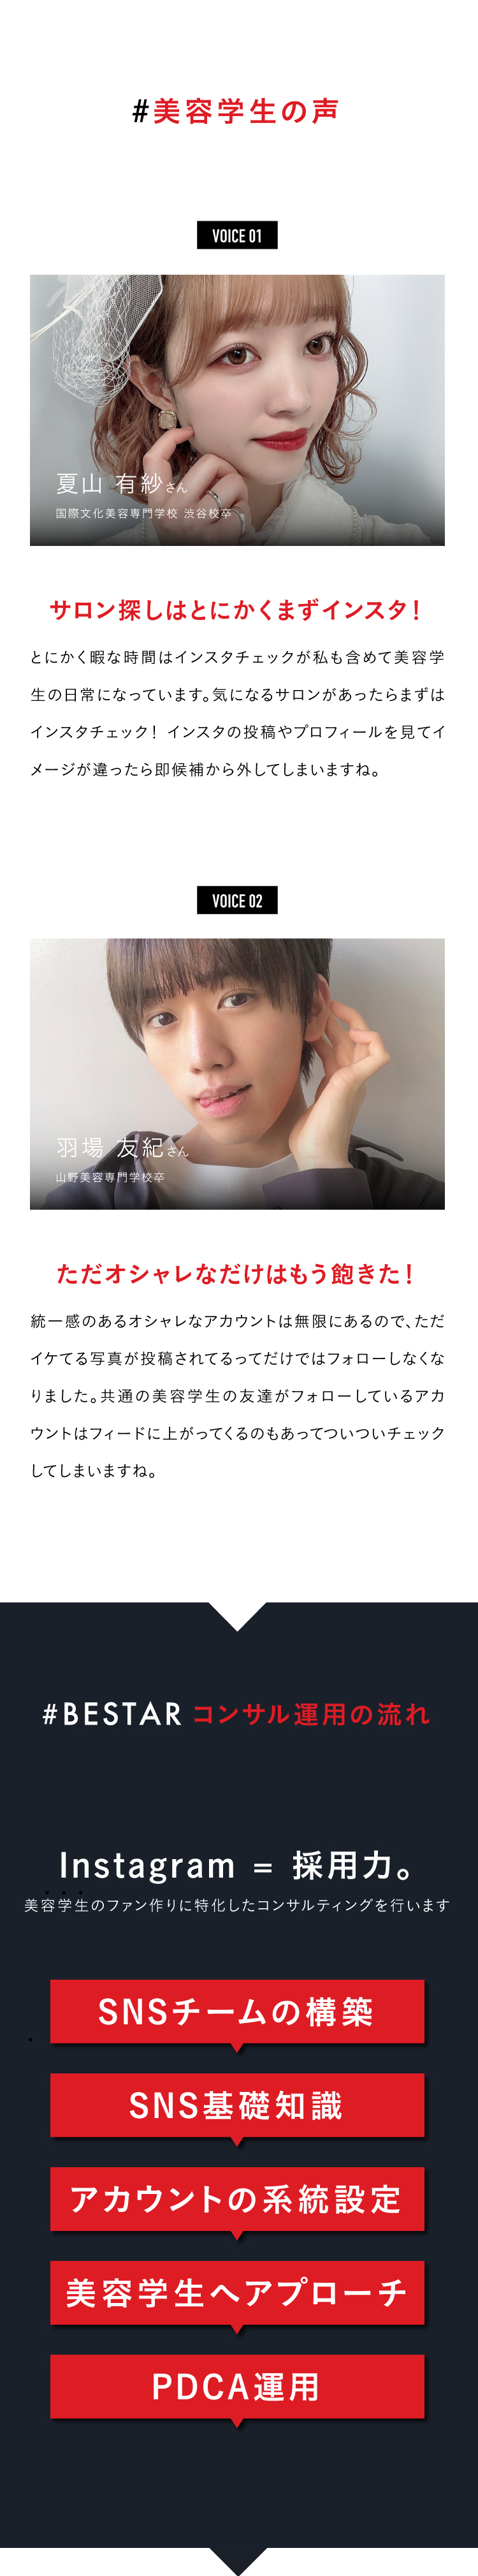 #美容学生の声
VOICE 01
夏山 有紗さん
国際文化美容専門学校 渋谷校卒
サロン探しはとにかくまずインスタ！
とにかく暇な時間はインスタチェックが私も含めて美容学
生の日常になっています。気になるサロンがあったらまずは
インスタチェック！ インスタの投稿やプロフィールを見てイ
メージが違ったら即候補から外してしまいますね。
VOICE 02
羽場 友紀さん
山野美容専門学校卒
ただオシャレなだけはもう飽きた！
統一感のあるオシャレなアカウントは無限にあるので、ただ
イケてる写真が投稿されてるってだけではフォローしなくな
りました。共通の美容学生の友達がフォローしているアカ
ウントはフィードに上がってくるのもあってついついチェック
してしまいますね。
#BESTAR コンサル運用の流れ
Instagram = 採用力。
美容学生のファン作りに特化したコンサルティングを行います
SNSチームの構築
SNS基礎知識
アカウントの系統設定
美容学生へアプローチ
PDCA運用